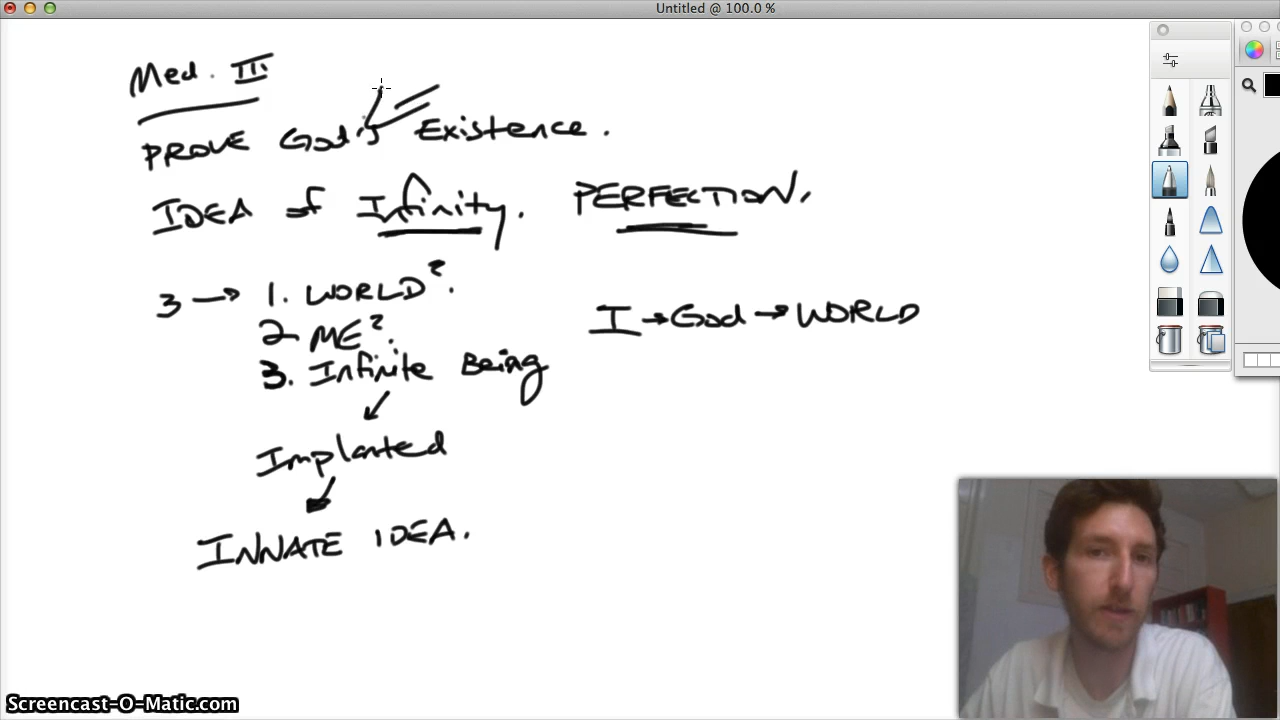 Untitled @ 100.0 %
Med. III.
PROVE God's Existence.
IDEA of Infinity. PERFECTION.
3 → 1. WORLD?.
2 ME?.
3. Infinite Being
I → God → WORLD
Implanted
INNATE IDEA.
Screencast-O-Matic.com